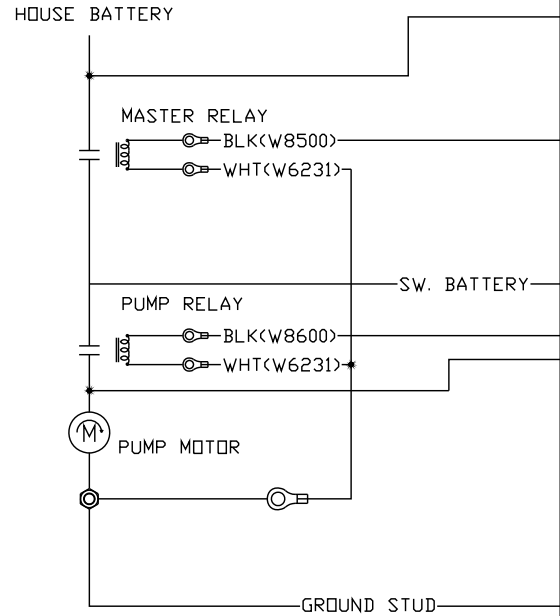 HOUSE BATTERY
MASTER RELAY
BLK(W8500)
WHT(W6231)
SW. BATTERY
PUMP RELAY
BLK(W8600)
WHT(W6231)
M
PUMP MOTOR
GROUND STUD